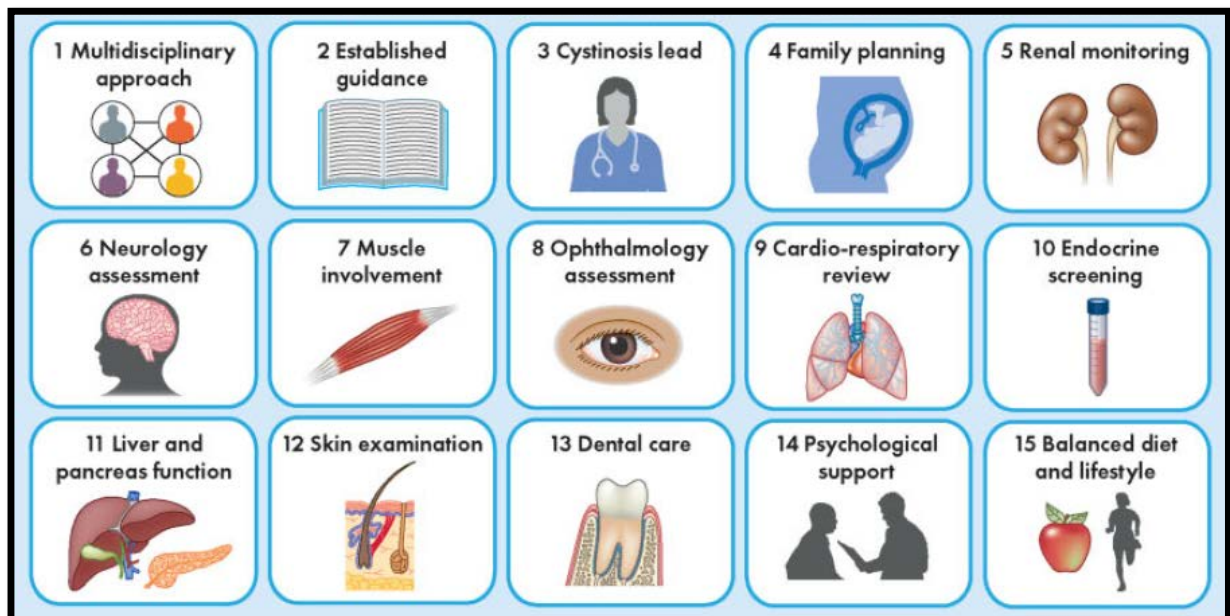 1 Multidisciplinary
approach
2 Established
guidance
3 Cystinosis lead
4 Family planning
5 Renal monitoring
6 Neurology
assessment
7 Muscle
involvement
8 Ophthalmology
assessment
9 Cardio-respiratory
review
10 Endocrine
screening
11 Liver and
pancreas function
12 Skin examination
13 Dental care
14 Psychological
support
15 Balanced diet
and lifestyle